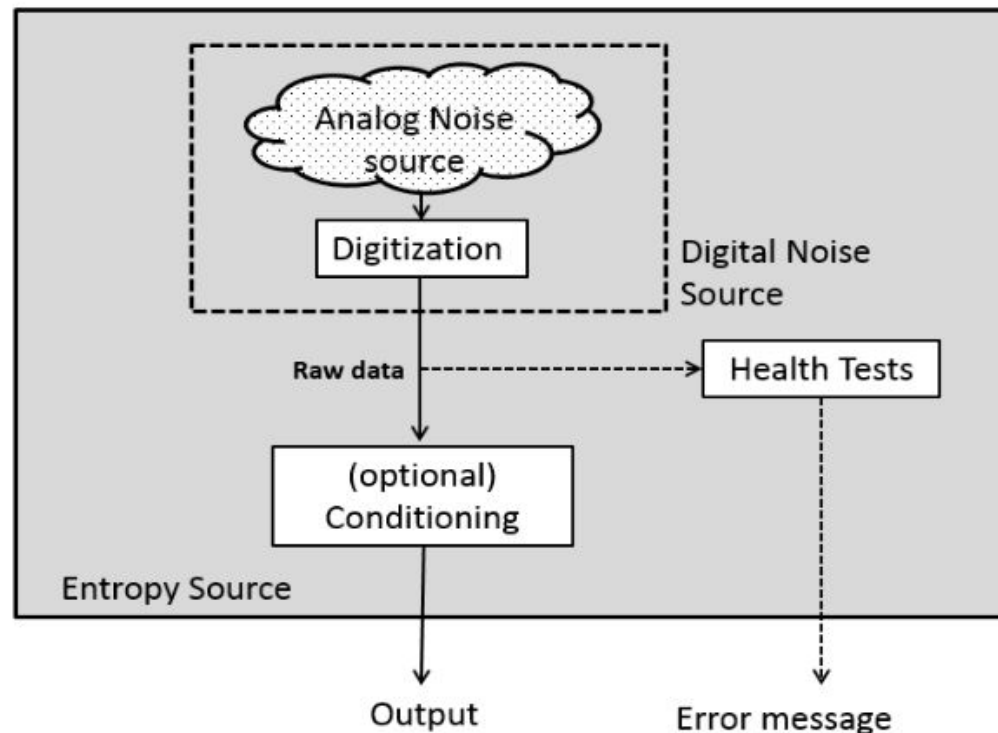 Analog Noise
source
Digitization
Digital Noise
Source
Raw data
Health Tests
(optional)
Conditioning
Entropy Source
Output
Error message